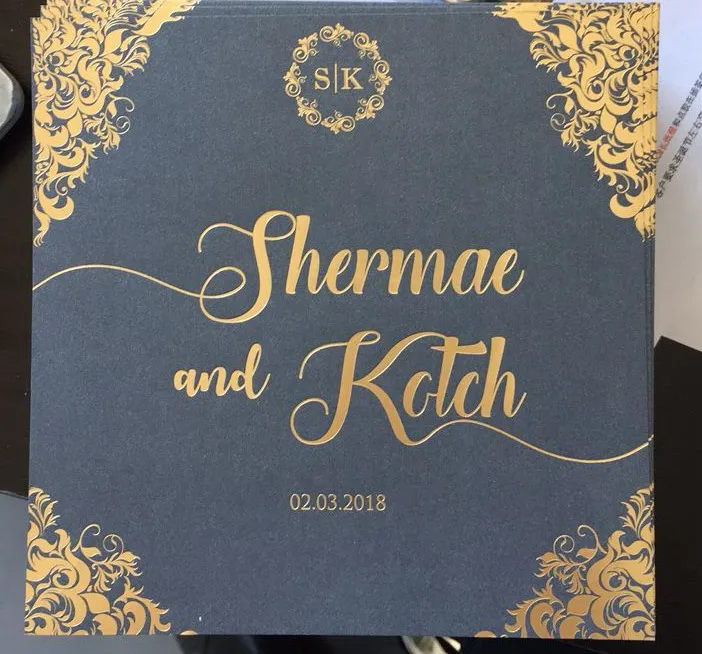 S|K
Shermae
and Kotch
02.03.2018